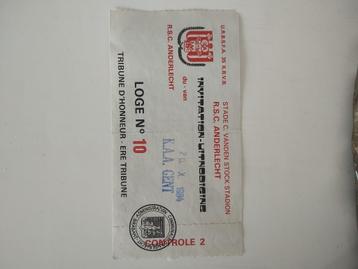 U.R.B.S.F.A. 35 K.B.V.B.
STADE C. VANDEN STOCK STADION
R.S.C. ANDERLECHT
INVITATION-UITNODIGING
R.S.C. ANDERLECHT
du - van
K.A.A. GENT
LOGE N° 10
TRIBUNE D'HONNEUR - ERE TRIBUNE
CONTROLE 2